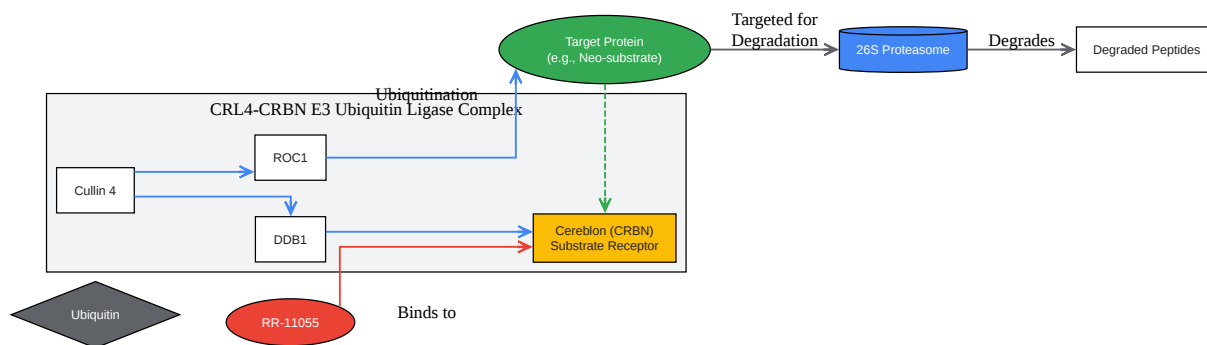 Target Protein
(e.g., Neo-substrate)
Targeted for
Degradation
26S Proteasome
Degrades
Degraded Peptides
Ubiquitination
CRL4-CRBN E3 Ubiquitin Ligase Complex
ROC1
Cullin 4
DDB1
Cereblon (CRBN)
Substrate Receptor
Ubiquitin
RR-11055
Binds to